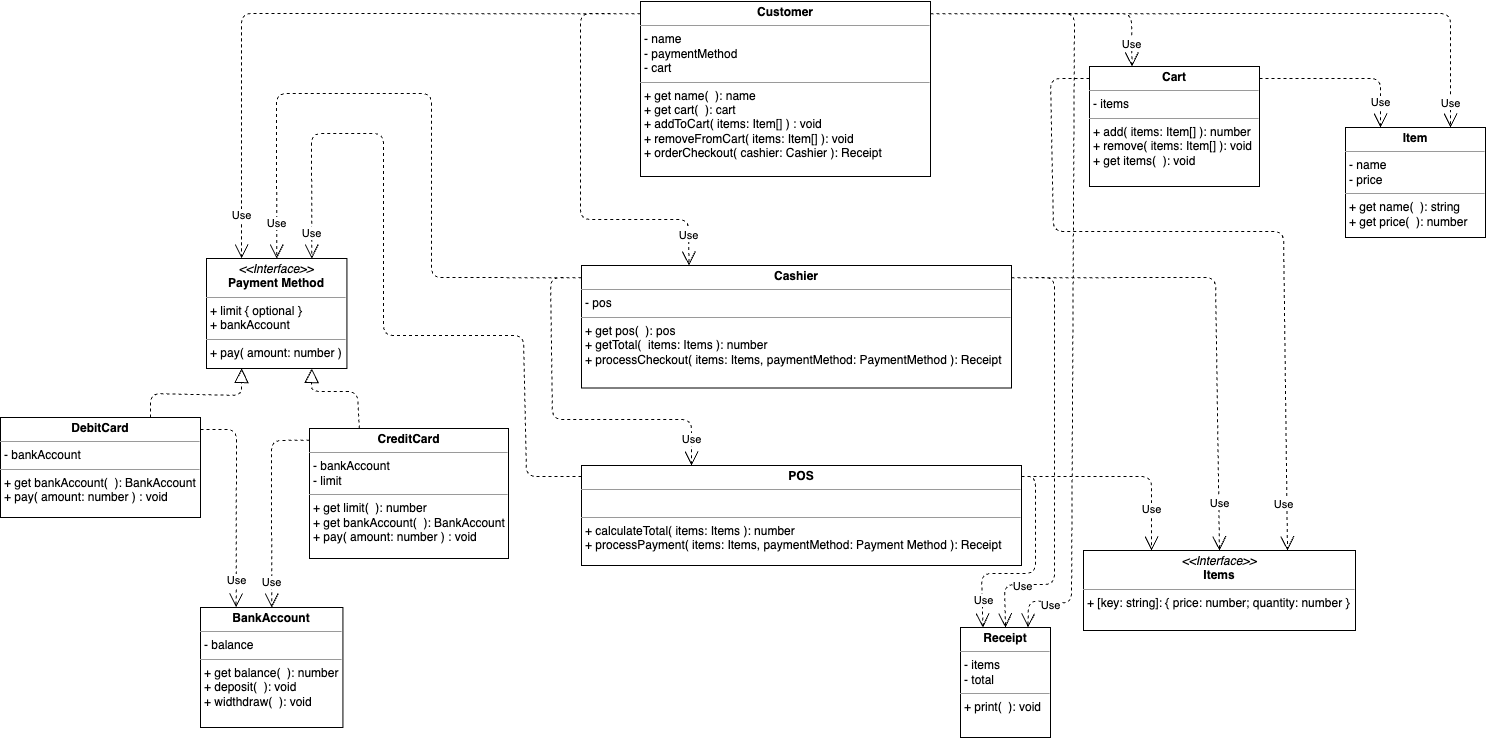 Customer
- name
- paymentMethod
- cart
+ get name(  ): name
+ get cart(  ): cart
+ addToCart( items: Item[] ) : void
+ removeFromCart( items: Item[] ): void
+ orderCheckout( cashier: Cashier ): Receipt
Use
Cart
- items
+ add( items: Item[] ): number
+ remove( items: Item[] ): void
+ get items(  ): void
Use
Use
Item
- name
- price
+ get name(  ): string
+ get price(  ): number
Use
Use
Use
<<Interface>>
Payment Method
+ limit { optional }
+ bankAccount
+ pay( amount: number )
Use
Cashier
- pos
+ get pos(  ): pos
+ getTotal(  items: Items ): number
+ processCheckout( items: Items, paymentMethod: PaymentMethod ): Receipt
DebitCard
- bankAccount
+ get bankAccount(  ): BankAccount
+ pay( amount: number ) : void
CreditCard
- bankAccount
- limit
+ get limit(  ): number
+ get bankAccount(  ): BankAccount
+ pay( amount: number ) : void
Use
POS
+ calculateTotal( items: Items ): number
+ processPayment( items: Items, paymentMethod: Payment Method ): Receipt
Use
Use
Use
<<Interface>>
Items
+ [key: string]: { price: number; quantity: number }
Use
Use
BankAccount
- balance
+ get balance(  ): number
+ deposit(  ): void
+ widthdraw(  ): void
Use
Use
Use
Receipt
- items
- total
+ print(  ): void